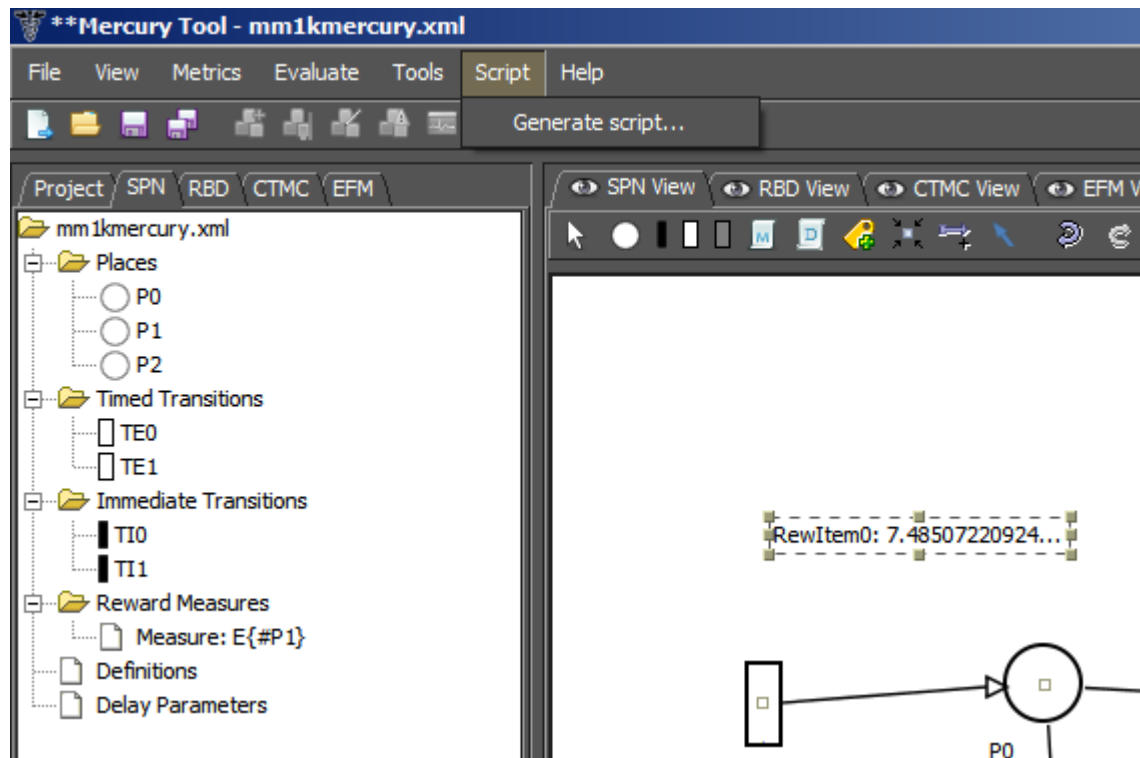 **Mercury Tool - mm1kmercury.xml
File View Metrics Evaluate Tools Script Help
Generate script...
Project SPN RBD CTMC EFM
SPN View RBD View CTMC View EFM V
M D
mm1kmercury.xml
Places
P0
P1
P2
Timed Transitions
TE0
TE1
Immediate Transitions
TI0
TI1
Reward Measures
Measure: E{#P1}
Definitions
Delay Parameters
RewItem0: 7.48507220924...
P0